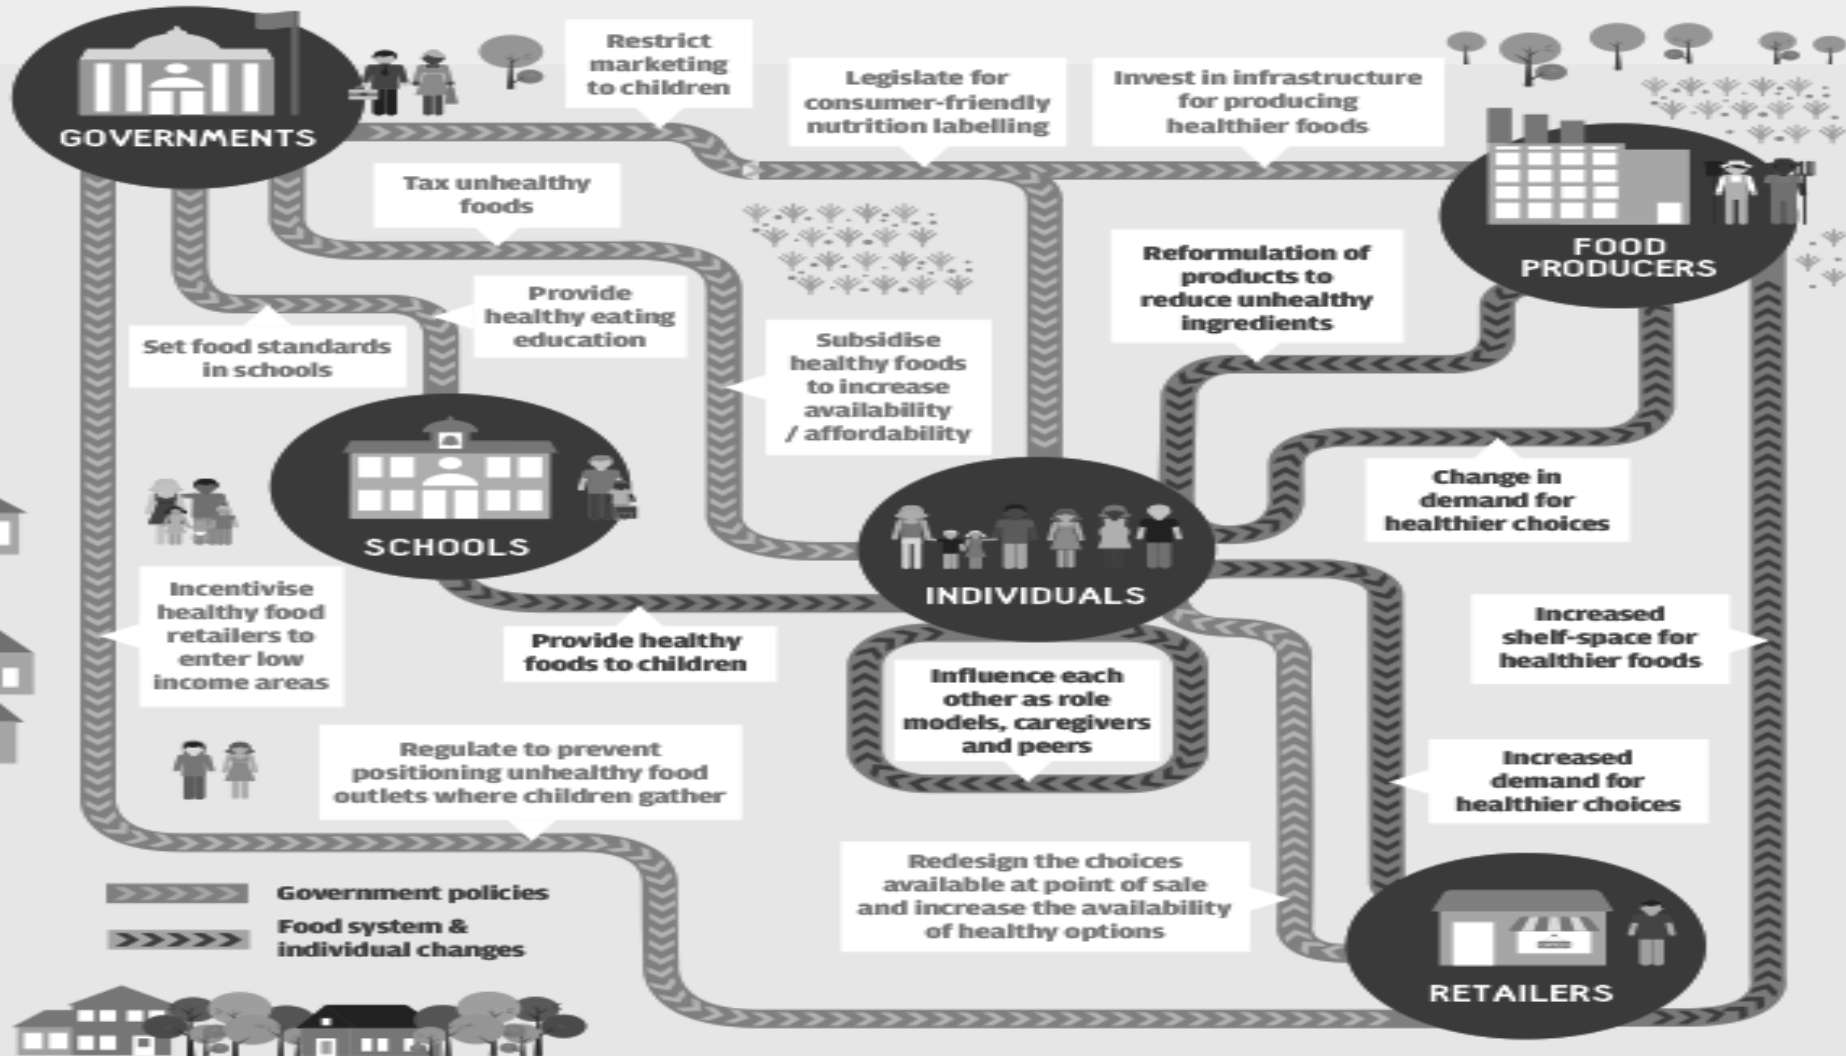 GOVERNMENTS
Restrict
marketing
to children
Legislate for
consumer-friendly
nutrition labelling
Invest in infrastructure
for producing
healthier foods
FOOD
PRODUCERS
Tax unhealthy
foods
Provide
healthy eating
education
Set food standards
in schools
Subsidise
healthy foods
to increase
availability
/ affordability
Reformulation of
products to
reduce unhealthy
ingredients
Change in
demand for
healthier choices
SCHOOLS
INDIVIDUALS
Incentivise
healthy food
retailers to
enter low
income areas
Provide healthy
foods to children
Influence each
other as role
models, caregivers
and peers
Increased
shelf-space for
healthier foods
Increased
demand for
healthier choices
Regulate to prevent
positioning unhealthy food
outlets where children gather
Redesign the choices
available at point of sale
and increase the availability
of healthy options
RETAILERS
Government policies
Food system &
individual changes